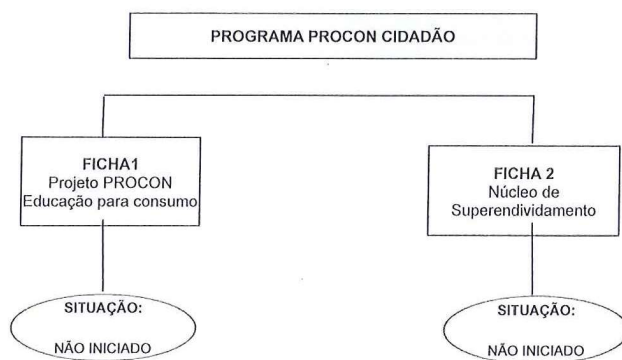 PROGRAMA PROCON CIDADÃO
FICHA1
Projeto PROCON
Educação para consumo
FICHA 2
Núcleo de
Superendividamento
SITUAÇÃO:
NÃO INICIADO
SITUAÇÃO:
NÃO INICIADO